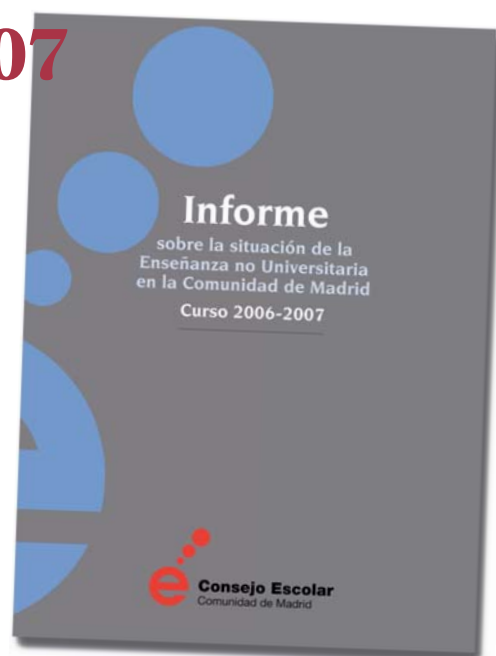 07
Informe
sobre la situación de la
Enseñanza no Universitaria
en la Comunidad de Madrid
Curso 2006-2007
Consejo Escolar
Comunidad de Madrid